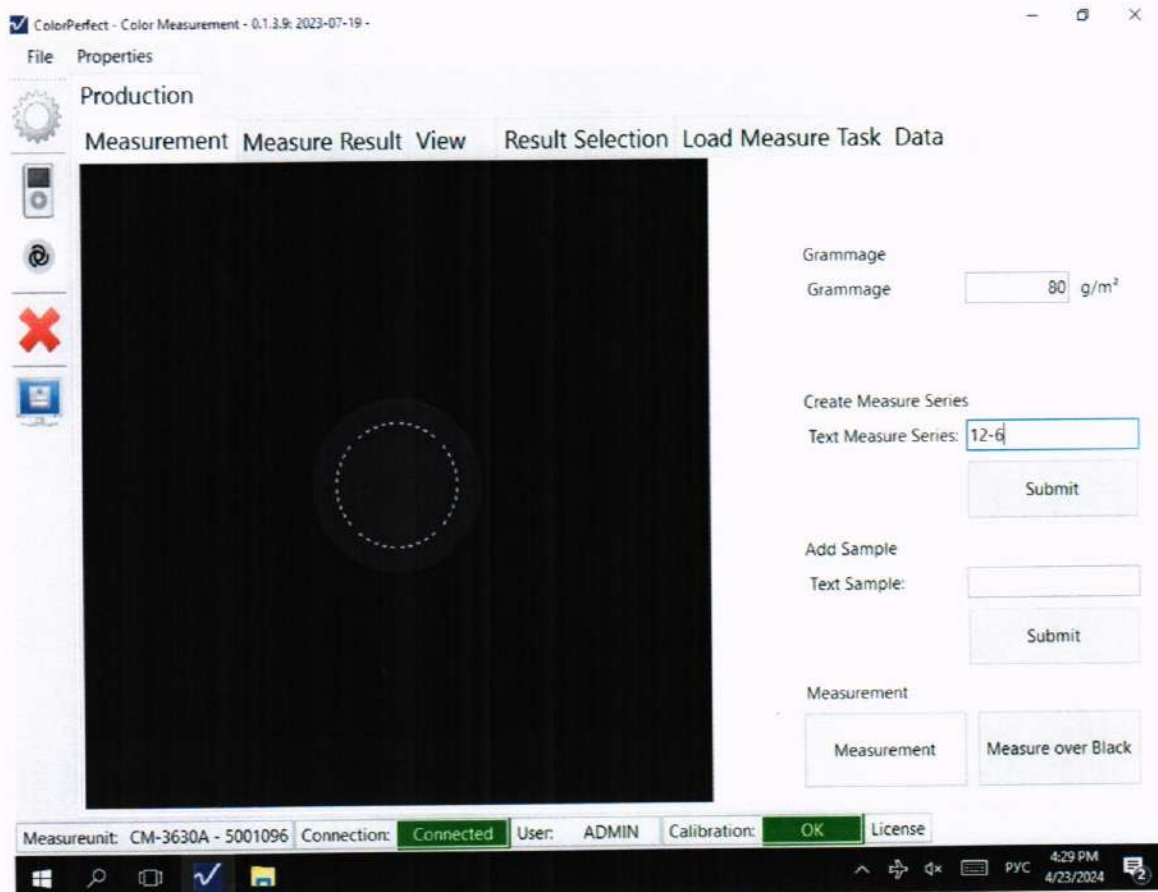 ColorPerfect - Color Measurement - 0.1.3.9: 2023-07-19 -
File Properties
Production
Measurement Measure Result View Result Selection Load Measure Task Data
Grammage
Grammage 80 g/m²
Create Measure Series
Text Measure Series: 12-6
Submit
Add Sample
Text Sample:
Submit
Measurement
Measurement Measure over Black
Measureunit: CM-3630A - 5001096 Connection: Connected User: ADMIN Calibration: OK License
РУС 4:29 PM
4/23/2024 2